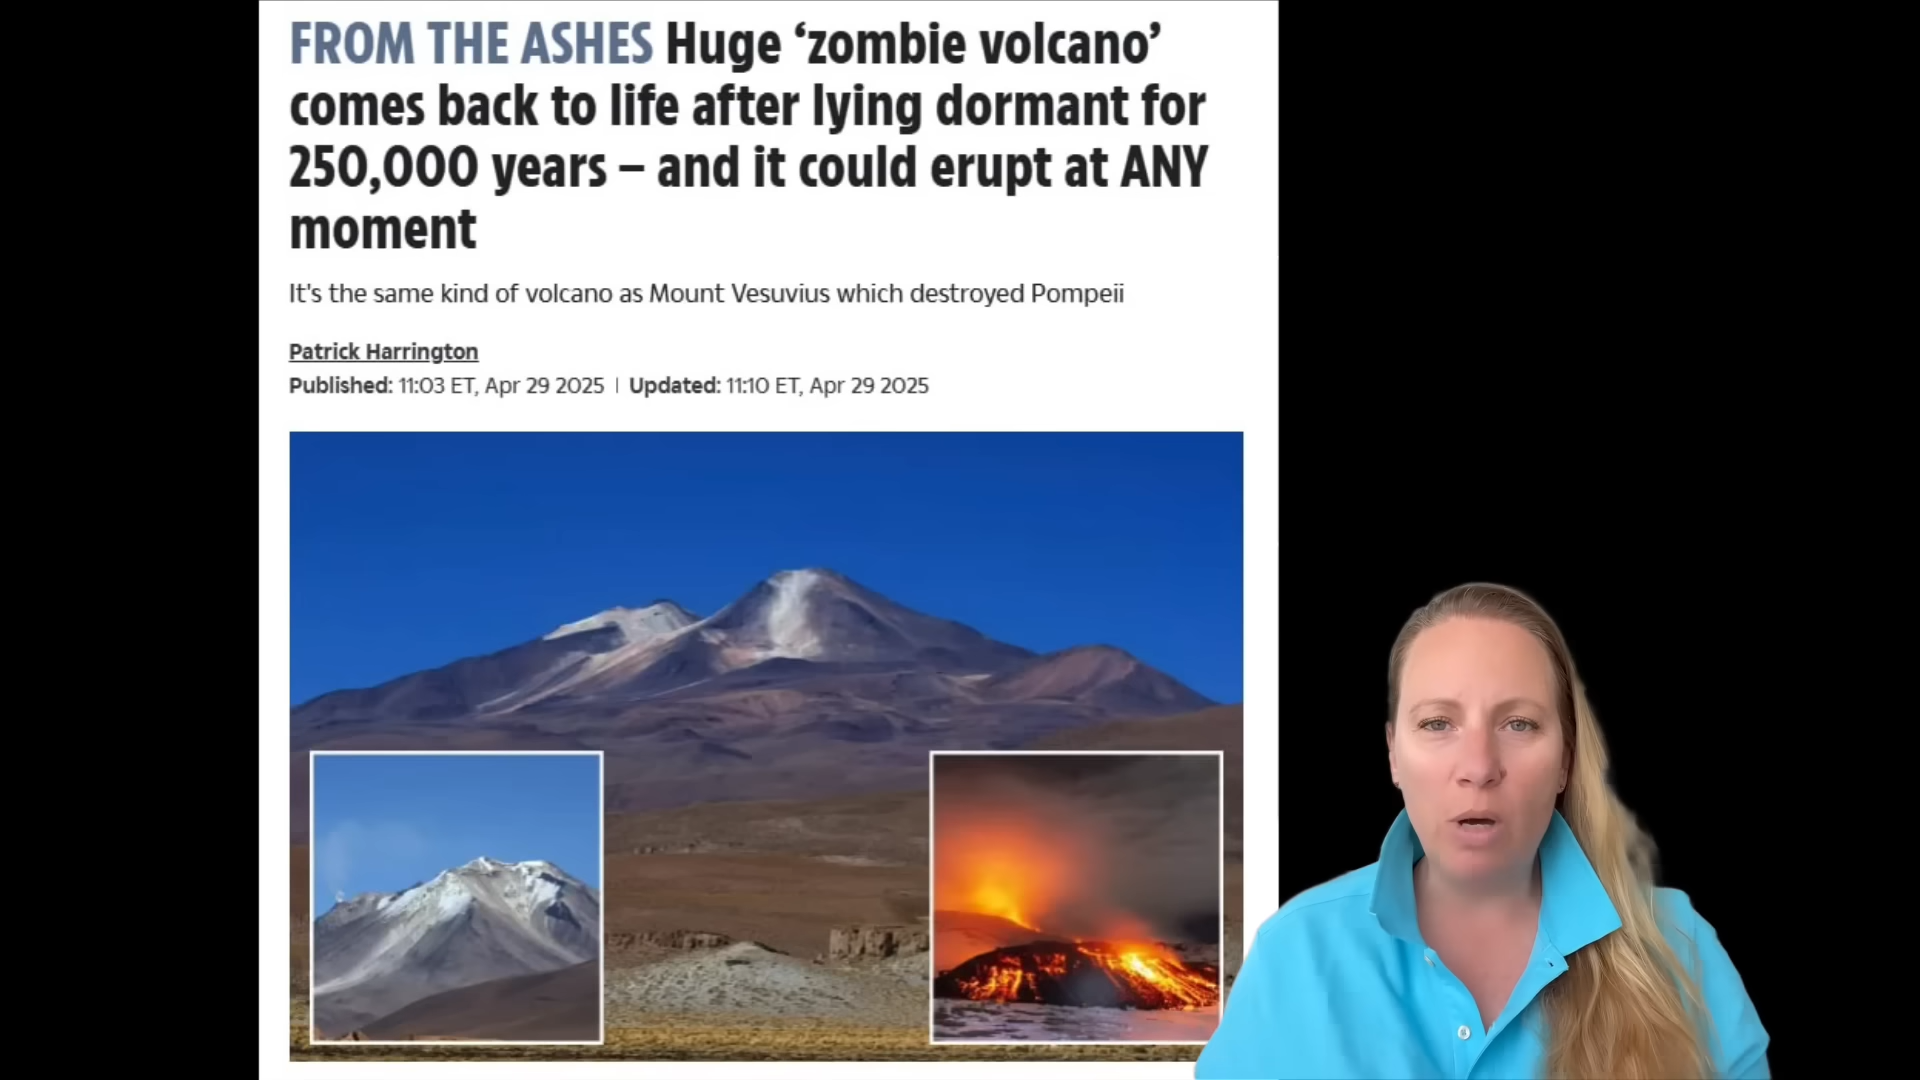 FROM THE ASHES Huge ‘zombie volcano’
comes back to life after lying dormant for
250,000 years – and it could erupt at ANY
moment
It's the same kind of volcano as Mount Vesuvius which destroyed Pompeii
Patrick Harrington
Published: 11:03 ET, Apr 29 2025 | Updated: 11:10 ET, Apr 29 2025